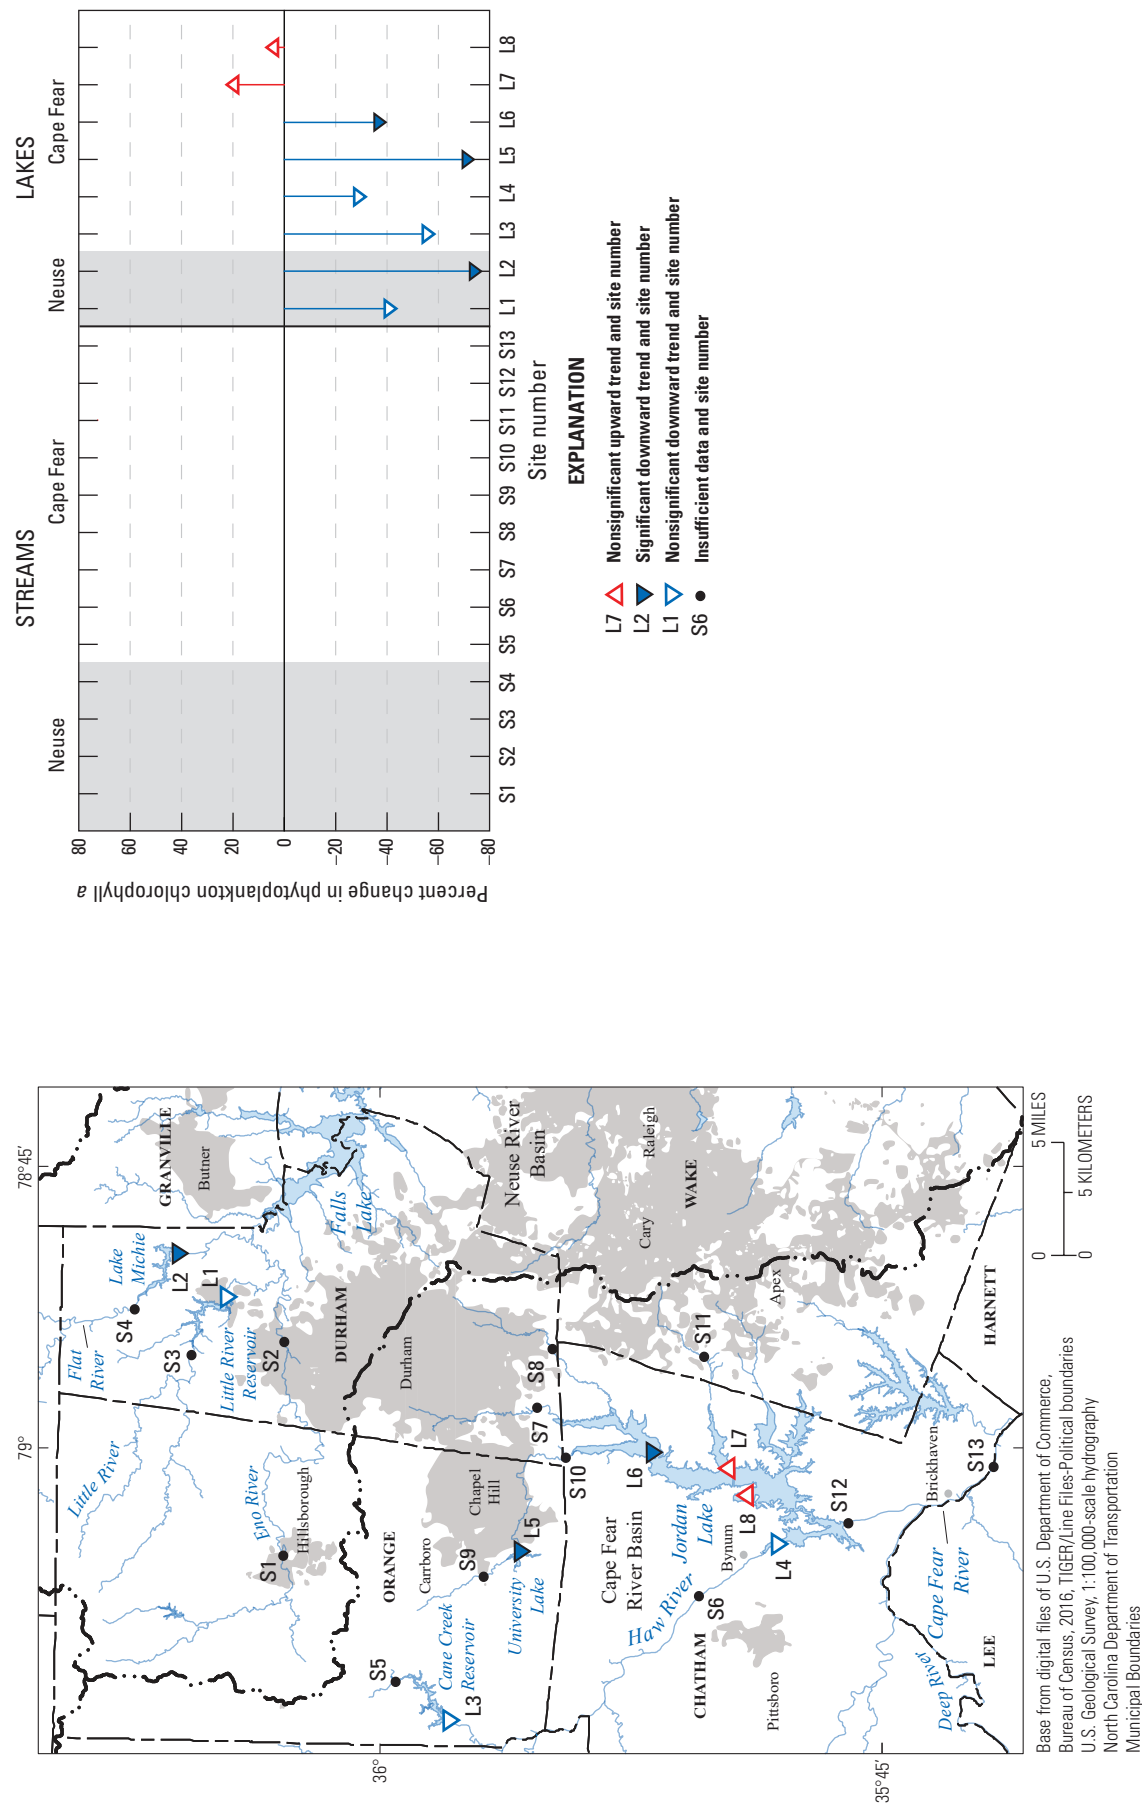 78°45′
79°
36°
35°45′
GRANVILLE
Butner
Lake
Michie
L2
L1
S4
Flat
River
S3
Little River
Little River
Reservoir
S2
Falls
Lake
Eno River
S1
Hillsborough
DURHAM
Durham
ORANGE
Carrboro
Chapel
Hill
S9
L5
University
Lake
S5
Cane Creek
Reservoir
L3
S7
S8
S10
Neuse River
Basin
Raleigh
Cary
WAKE
Apex
S11
Cape Fear
River Basin
L6
Jordan
Lake
L7
L8
Bynum
L4
Haw River
S6
CHATHAM
Pittsboro
S12
Brickhaven
S13
Cape Fear
River
Deep River
LEE
HARNETT
Base from digital files of U.S. Department of Commerce,
Bureau of Census, 2016, TIGER/Line Files-Political boundaries
U.S. Geological Survey, 1:100,000-scale hydrography
North Carolina Department of Transportation
Municipal Boundaries
0 5 MILES
0 5 KILOMETERS
STREAMS LAKES
Neuse Cape Fear Neuse Cape Fear
Percent change in phytoplankton chlorophyll a
80
60
40
20
0
−20
−40
−60
−80
S1 S2 S3 S4 S5 S6 S7 S8 S9 S10 S11 S12 S13 L1 L2 L3 L4 L5 L6 L7 L8
Site number
EXPLANATION
L7 Nonsignificant upward trend and site number
L2 Significant downward trend and site number
L1 Nonsignificant downward trend and site number
S6 Insufficient data and site number